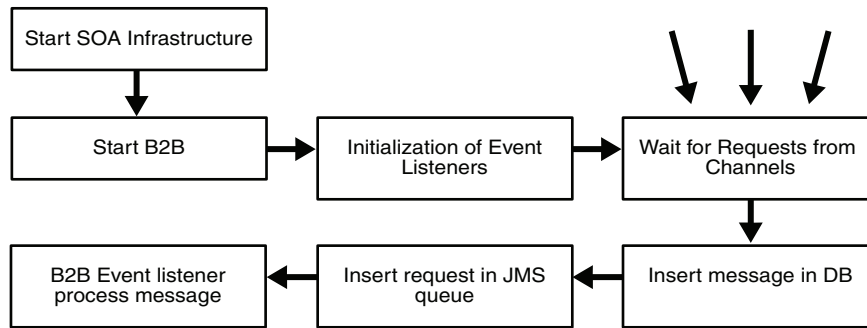 Start SOA Infrastructure
Start B2B
Initialization of Event
Listeners
Wait for Requests from
Channels
B2B Event listener
process message
Insert request in JMS
queue
Insert message in DB